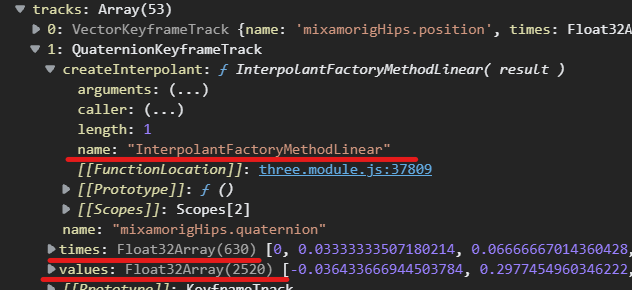 ▼ tracks: Array(53)
▶ 0: VectorKeyframeTrack {name: 'mixamorigHips.position', times: Float32A
▼ 1: QuaternionKeyframeTrack
▼ createInterpolant: ƒ InterpolantFactoryMethodLinear( result )
arguments: (...)
caller: (...)
length: 1
name: "InterpolantFactoryMethodLinear"
[[FunctionLocation]]: three.module.js:37809
▶ [[Prototype]]: ƒ ()
▶ [[Scopes]]: Scopes[2]
name: "mixamorigHips.quaternion"
▶ times: Float32Array(630) [0, 0.03333333507180214, 0.06666667014360428,
▶ values: Float32Array(2520) [-0.036433666944503784, 0.2977454960346222,
▶ [[Prototype]]: KeyframeTrack